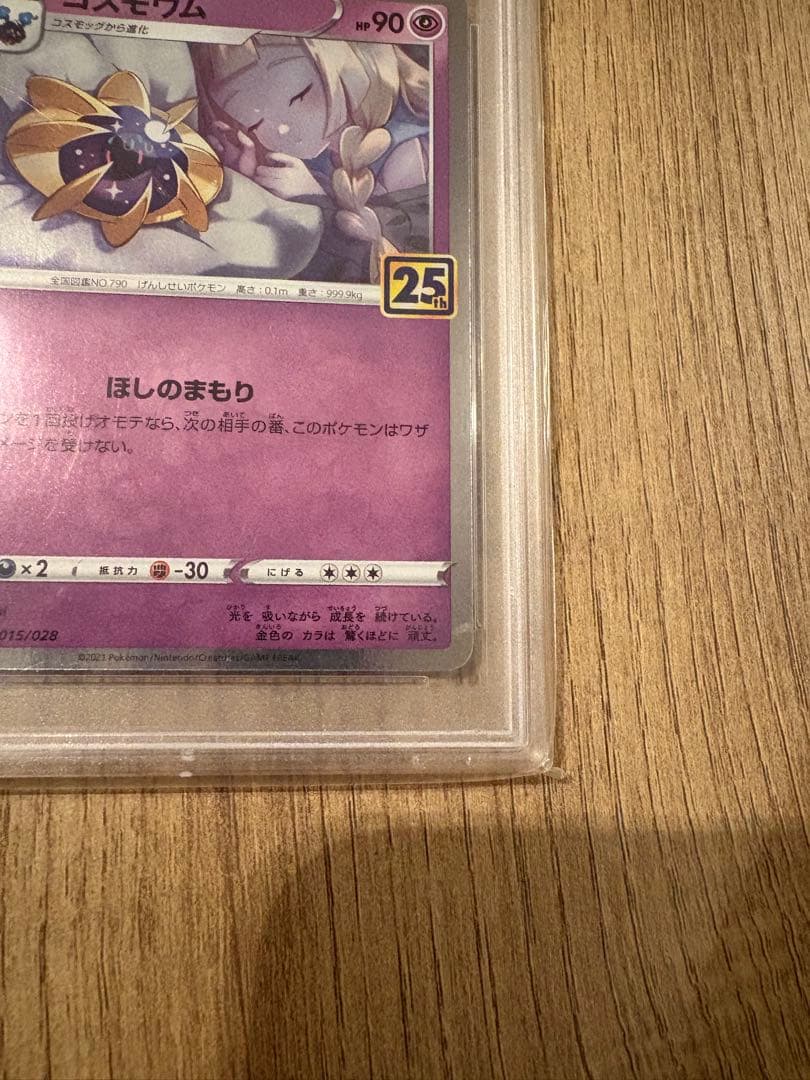 コスモウム
コスモッグから進化
HP 90
全国図鑑NO.790 げんしせいポケモン 高さ:0.1m 重さ:999.9kg
25th
ほしのまもり
を1回投げオモテなら、次の相手の番、このポケモンはワザ
メージを受けない。
×2 抵抗力 -30 にげる
光を 吸いながら 成長を 続けている。
015/028 金色の カラは 驚くほどに 頑丈。
©2021 Pokémon/Nintendo/Creatures/GAME FREAK